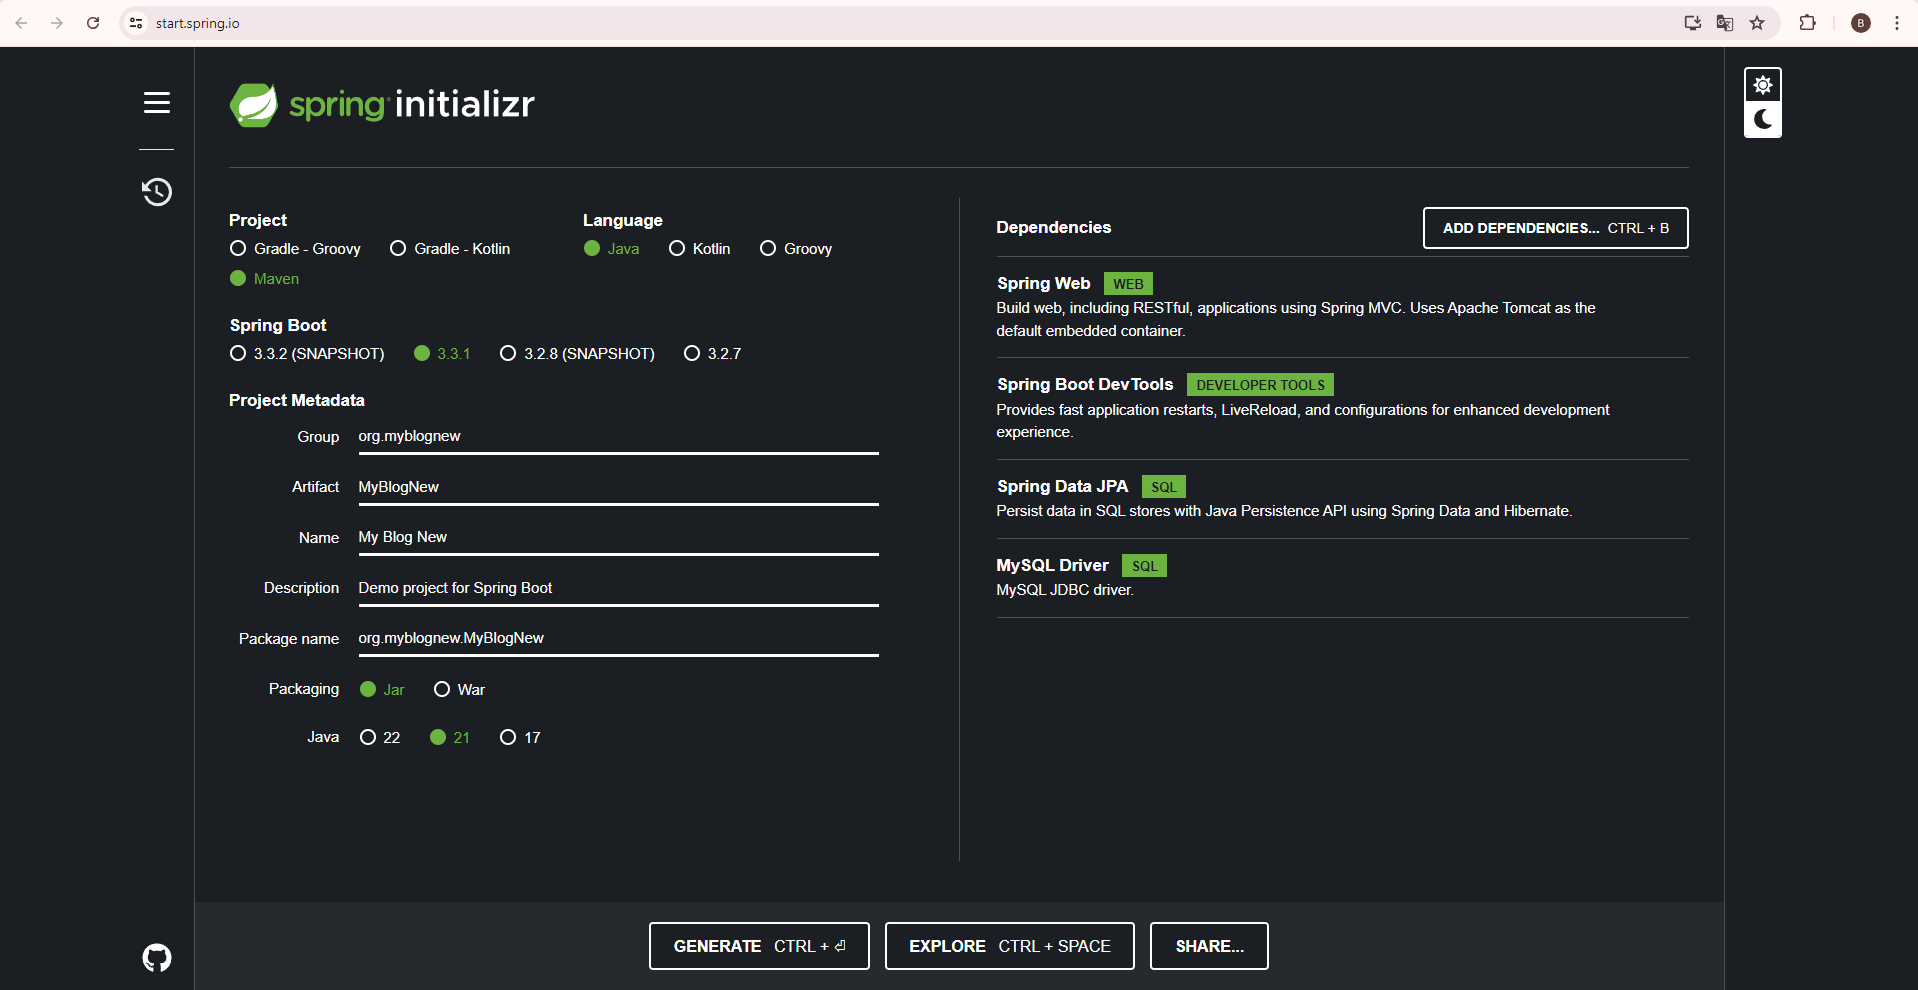 start.spring.io
B
spring initializr
Project
Gradle - Groovy Gradle - Kotlin
Maven
Language
Java Kotlin Groovy
Spring Boot
3.3.2 (SNAPSHOT) 3.3.1 3.2.8 (SNAPSHOT) 3.2.7
Project Metadata
Group org.myblognew
Artifact MyBlogNew
Name My Blog New
Description Demo project for Spring Boot
Package name org.myblognew.MyBlogNew
Packaging Jar War
Java 22 21 17
Dependencies ADD DEPENDENCIES... CTRL + B
Spring Web WEB
Build web, including RESTful, applications using Spring MVC. Uses Apache Tomcat as the
default embedded container.
Spring Boot DevTools DEVELOPER TOOLS
Provides fast application restarts, LiveReload, and configurations for enhanced development
experience.
Spring Data JPA SQL
Persist data in SQL stores with Java Persistence API using Spring Data and Hibernate.
MySQL Driver SQL
MySQL JDBC driver.
GENERATE CTRL + ⏎ EXPLORE CTRL + SPACE SHARE...